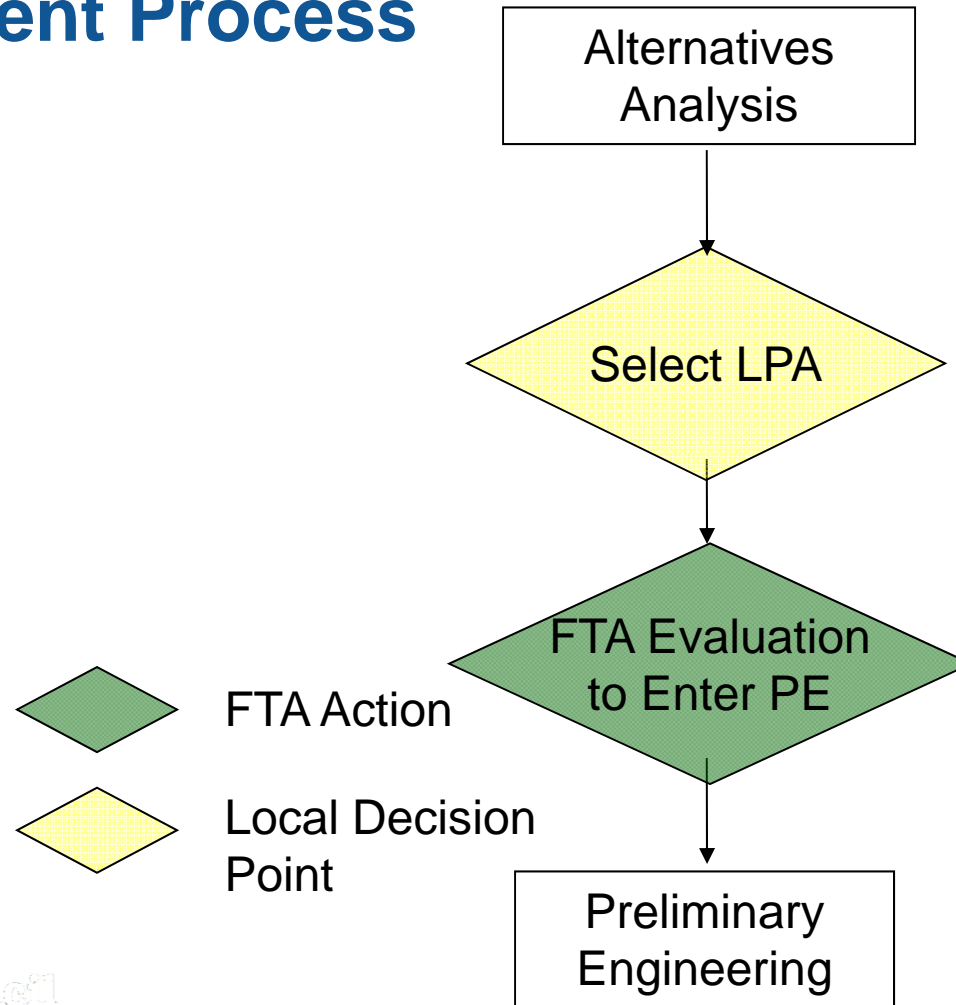 ent Process
Alternatives
Analysis
Select LPA
FTA Evaluation
to Enter PE
FTA Action
Local Decision
Point
Preliminary
Engineering